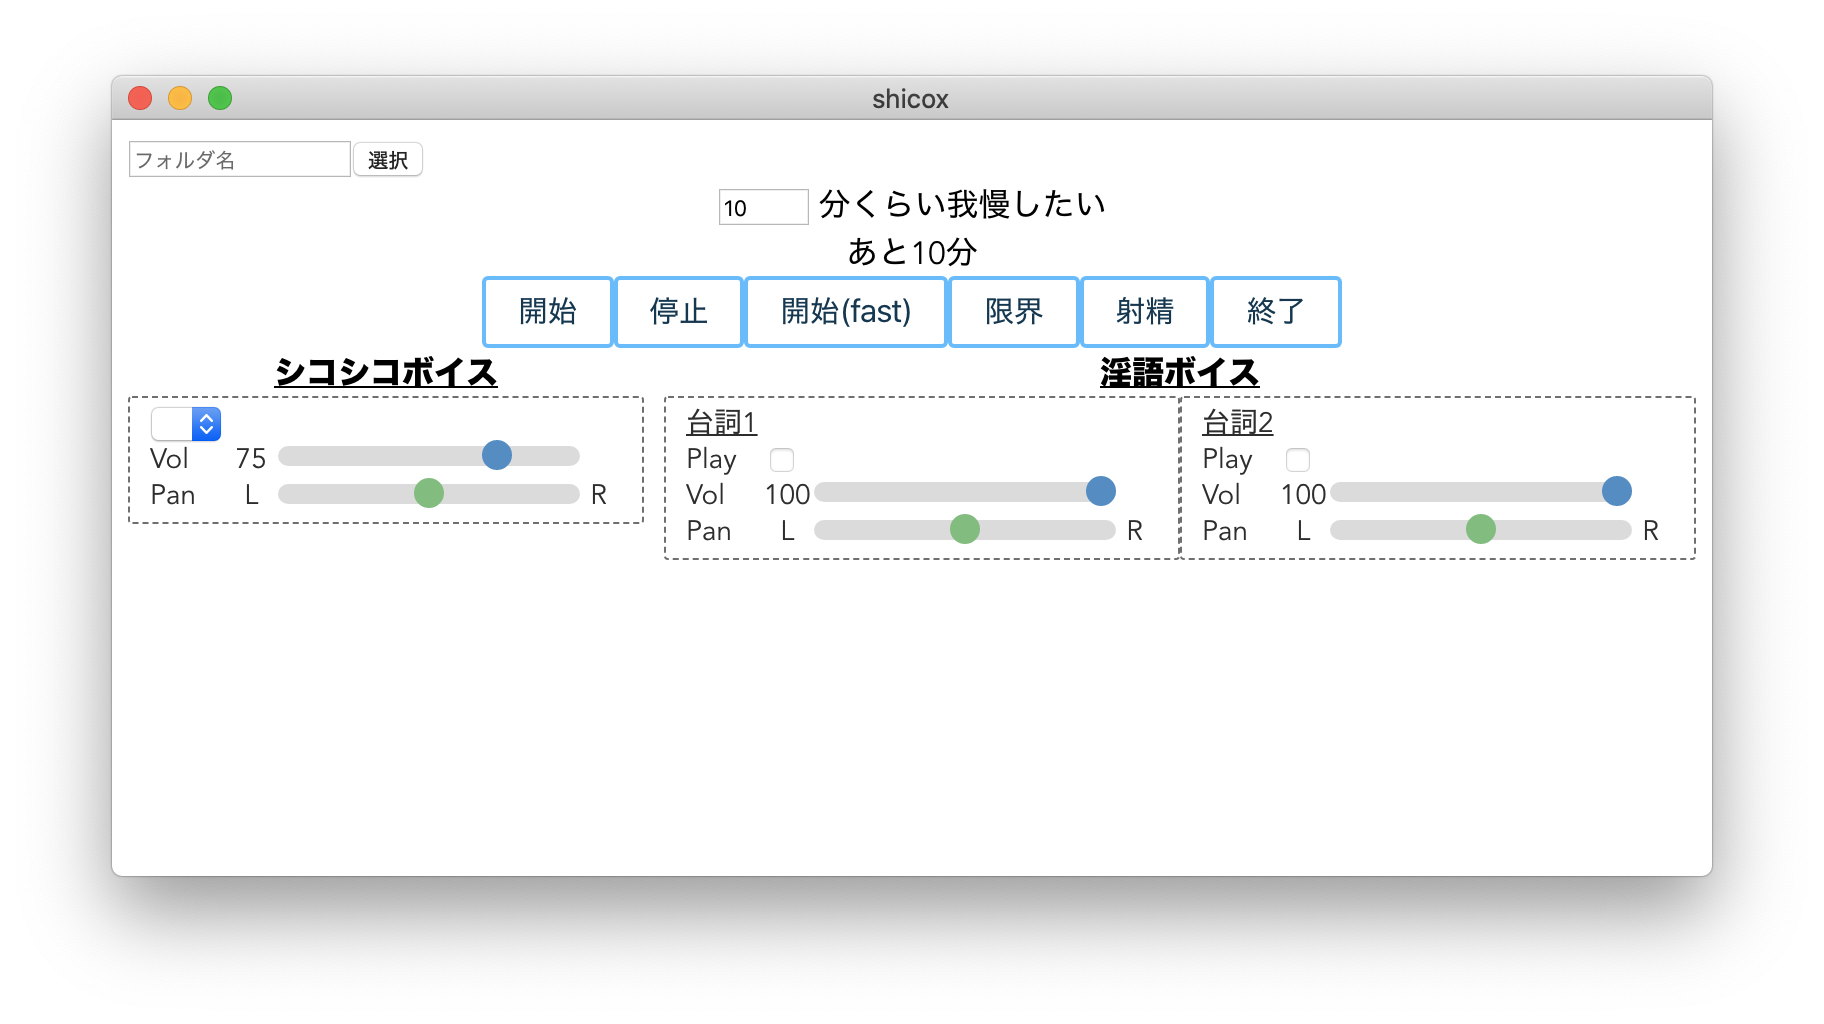 shicox
フォルダ名 選択
10 分くらい我慢したい
あと10分
開始 停止 開始(fast) 限界 射精 終了
シコシコボイス
Vol 75
Pan L R
淫語ボイス
台詞1
Play
Vol 100
Pan L R
台詞2
Play
Vol 100
Pan L R